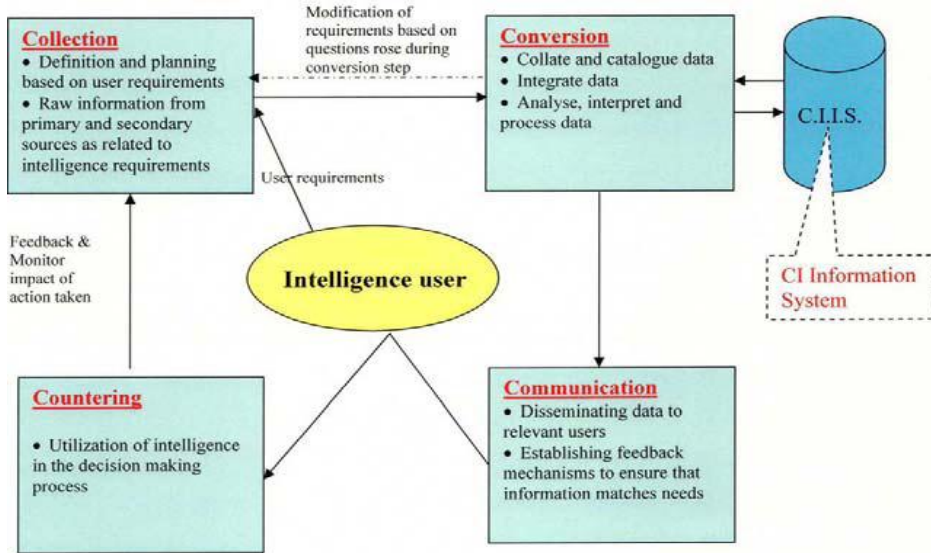 Collection
• Definition and planning
based on user requirements
• Raw information from
primary and secondary
sources as related to
intelligence requirements
Modification of
requirements based on
questions rose during
conversion step
Conversion
• Collate and catalogue data
• Integrate data
• Analyse, interpret and
process data
C.I.I.S.
User requirements
Feedback &
Monitor
impact of
action taken
Intelligence user
CI Information
System
Countering
• Utilization of intelligence
in the decision making
process
Communication
• Disseminating data to
relevant users
• Establishing feedback
mechanisms to ensure that
information matches needs